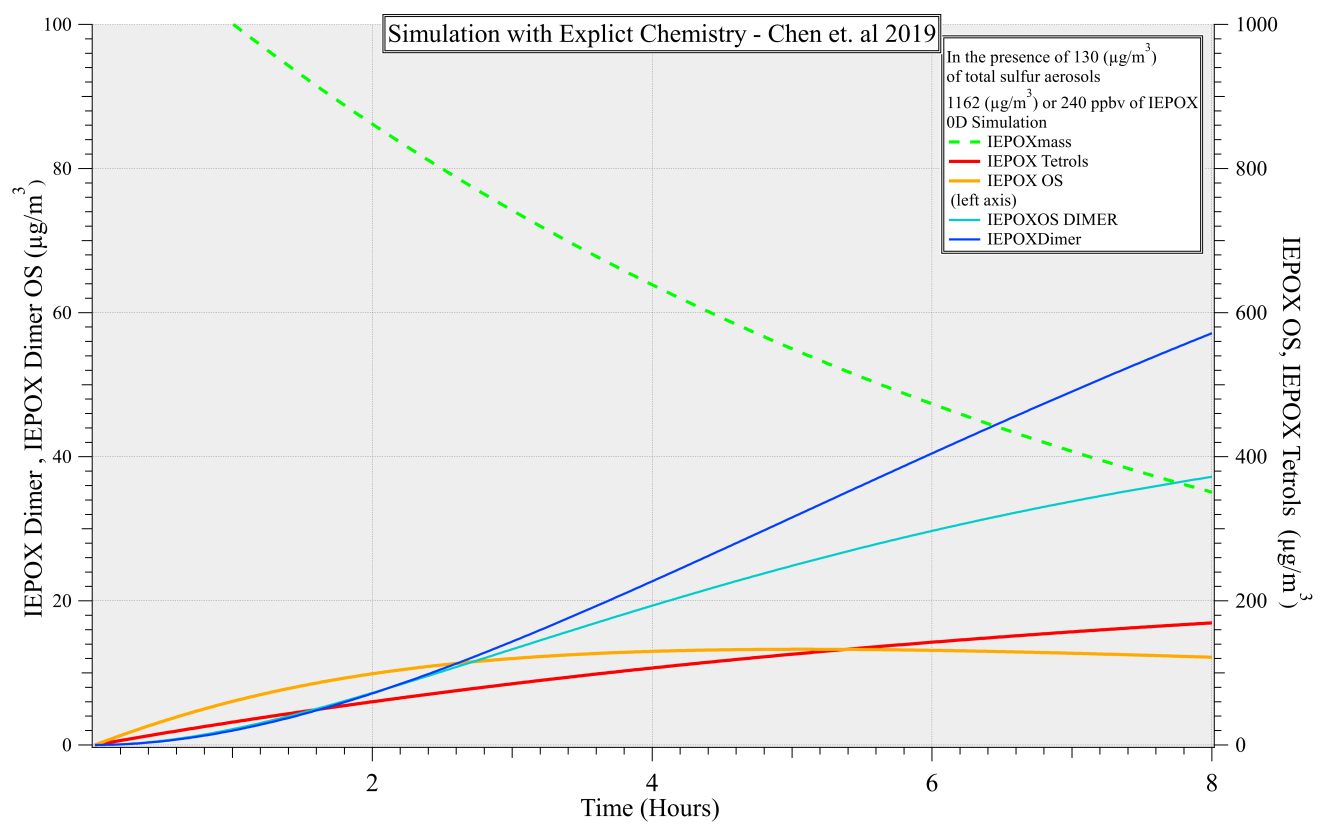 Simulation with Explict Chemistry - Chen et. al 2019
In the presence of 130 (µg/m³)
of total sulfur aerosols
1162 (µg/m³) or 240 ppbv of IEPOX
0D Simulation
IEPOXmass
IEPOX Tetrols
IEPOX OS
(left axis)
IEPOXOS DIMER
IEPOXDimer
IEPOX Dimer , IEPOX Dimer OS (µg/m³)
100
80
60
40
20
0
1000
800
600
400
200
0
IEPOX OS, IEPOX Tetrols (µg/m³)
2 4 6 8
Time (Hours)